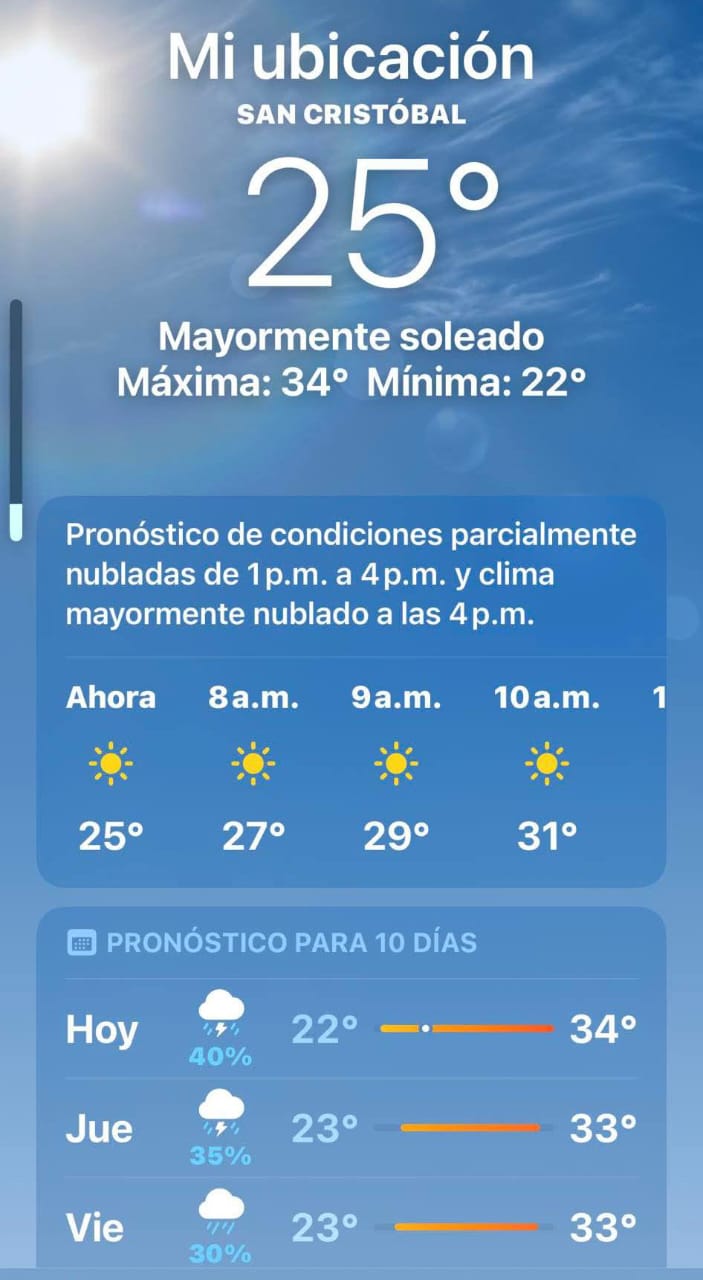 Mi ubicación
SAN CRISTÓBAL
25°
Mayormente soleado
Máxima: 34° Mínima: 22°
Pronóstico de condiciones parcialmente
nubladas de 1 p.m. a 4 p.m. y clima
mayormente nublado a las 4 p.m.
Ahora 8 a.m. 9 a.m. 10 a.m. 1
25° 27° 29° 31°
PRONÓSTICO PARA 10 DÍAS
Hoy 40% 22° 34°
Jue 35% 23° 33°
Vie 30% 23° 33°